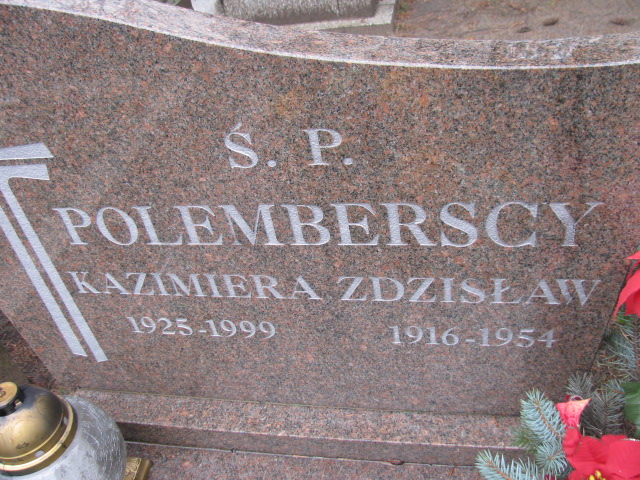 Ś. P.
POLEMBERSCY
KAZIMIERA ZDZISŁAW
1925-1999 1916-1954